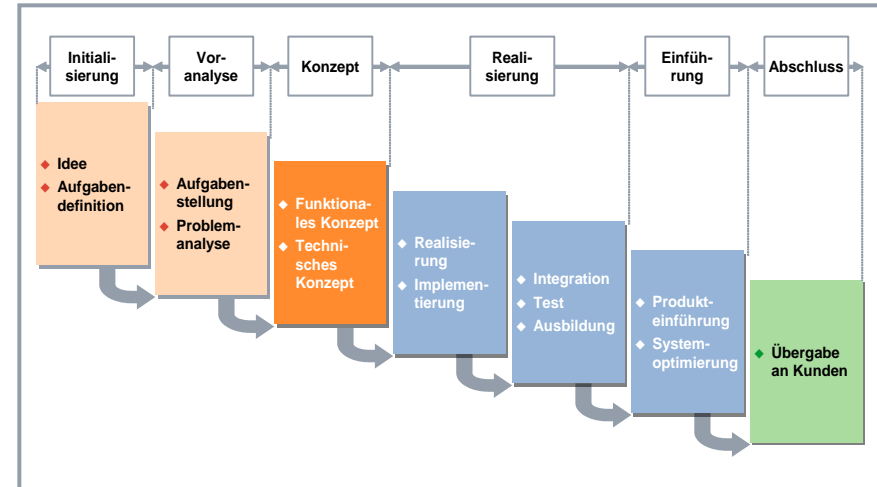 Initiali-
sierung
Vor-
analyse
Konzept
Reali-
sierung
Einfüh-
rung
Abschluss
Idee
Aufgaben-
definition
Aufgaben-
stellung
Problem-
analyse
Funktiona-
les Konzept
Techni-
sches
Konzept
Realisie-
rung
Implemen-
tierung
Integration
Test
Ausbildung
Produkt-
einführung
System-
optimierung
Übergabe
an Kunden